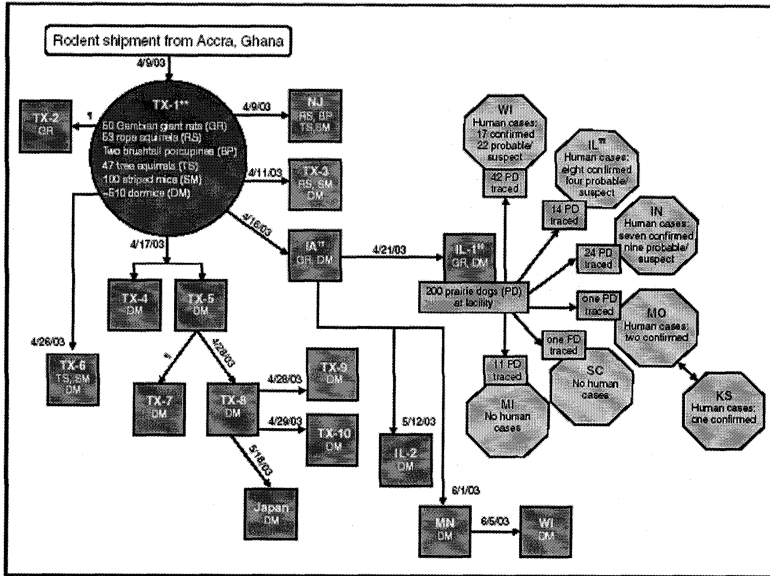 Rodent shipment from Accra, Ghana
4/9/03
TX-1**
50 Gambian giant rats (GR)
53 rope squirrels (RS)
Two brushtail porcupines (BP)
47 tree squirrels (TS)
100 striped mice (SM)
~510 dormice (DM)
TX-2
GR
4/9/03
NJ
RS, BP
TS,SM
4/11/03
TX-3
RS, SM
DM
4/16/03
IA††
GR, DM
4/21/03
IL-1
GR, DM
4/17/03
TX-4
DM
TX-5
DM
4/26/03
TX-6
TS, SM
DM
TX-7
DM
4/28/03
TX-8
DM
4/28/03
TX-9
DM
4/29/03
TX-10
DM
5/18/03
Japan
DM
5/12/03
IL-2
DM
6/1/03
MN
DM
6/5/03
WI
DM
200 prairie dogs (PD)
at facility
WI
Human cases:
17 confirmed
22 probable/
suspect
42 PD
traced
IL
Human cases:
eight confirmed
four probable/
suspect
14 PD
traced
IN
Human cases:
seven confirmed
nine probable/
suspect
24 PD
traced
MO
Human cases:
two confirmed
one PD
traced
KS
Human cases:
one confirmed
SC
No human
cases
one PD
traced
MI
No human
cases
11 PD
traced